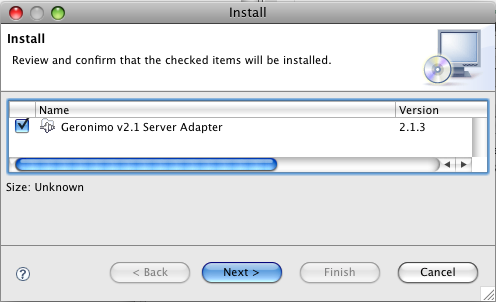 Install
Install
Review and confirm that the checked items will be installed.
Name Version
Geronimo v2.1 Server Adapter 2.1.3
Size: Unknown
? < Back Next > Finish Cancel